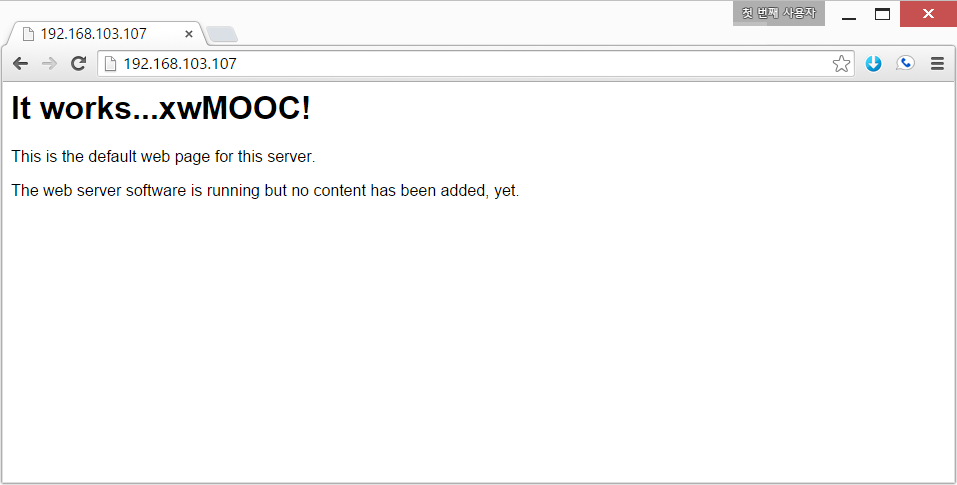 첫 번째 사용자
192.168.103.107
192.168.103.107
It works...xwMOOC!
This is the default web page for this server.
The web server software is running but no content has been added, yet.